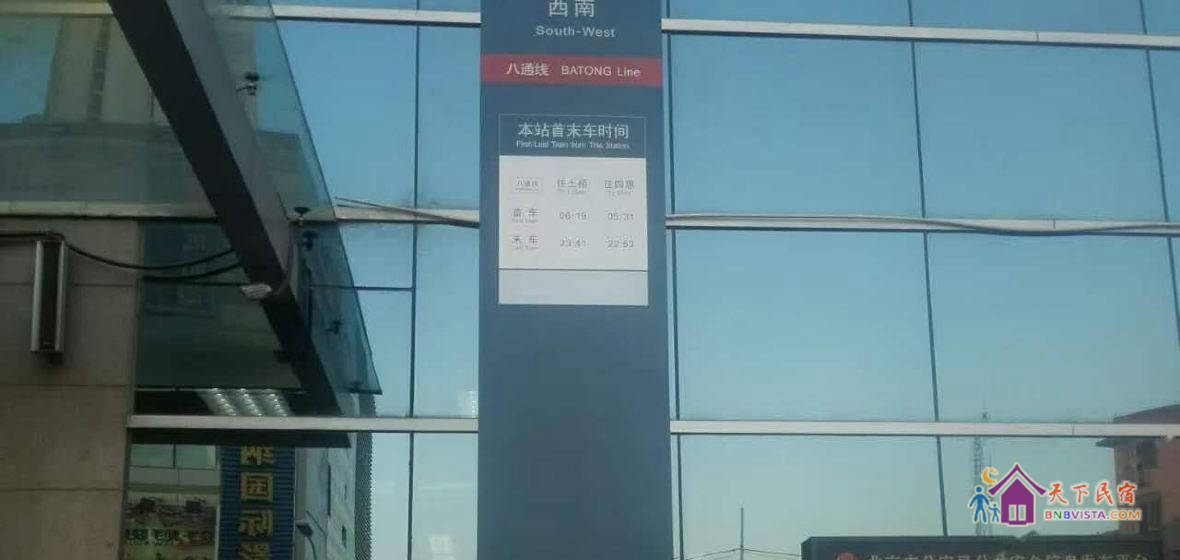 西南
South-West
八通线 BATONG Line
本站首末车时间
First-Last Train from This Station
八通线 往土桥 往四惠
首车 06:19 05:31
末车 23:41 22:53
天下民宿
BNBVISTA.COM